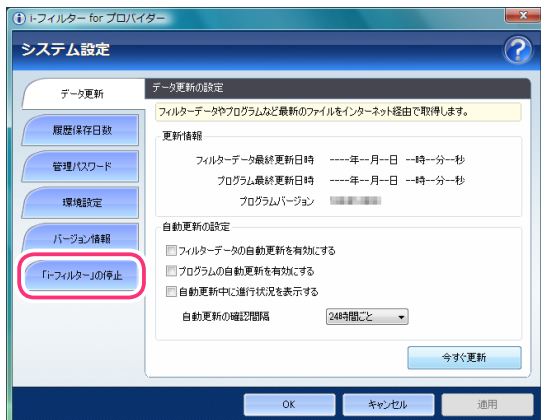 i-フィルター for プロバイダー
システム設定
データ更新
履歴保存日数
管理パスワード
環境設定
バージョン情報
「i-フィルター」の停止
データ更新の設定
フィルターデータやプログラムなど最新のファイルをインターネット経由で取得します。
更新情報
フィルターデータ最終更新日時 ----年--月--日 --時--分--秒
プログラム最終更新日時 ----年--月--日 --時--分--秒
プログラムバージョン
自動更新の設定
フィルターデータの自動更新を有効にする
プログラムの自動更新を有効にする
自動更新中に進行状況を表示する
自動更新の確認間隔 24時間ごと
今すぐ更新
OK キャンセル 適用